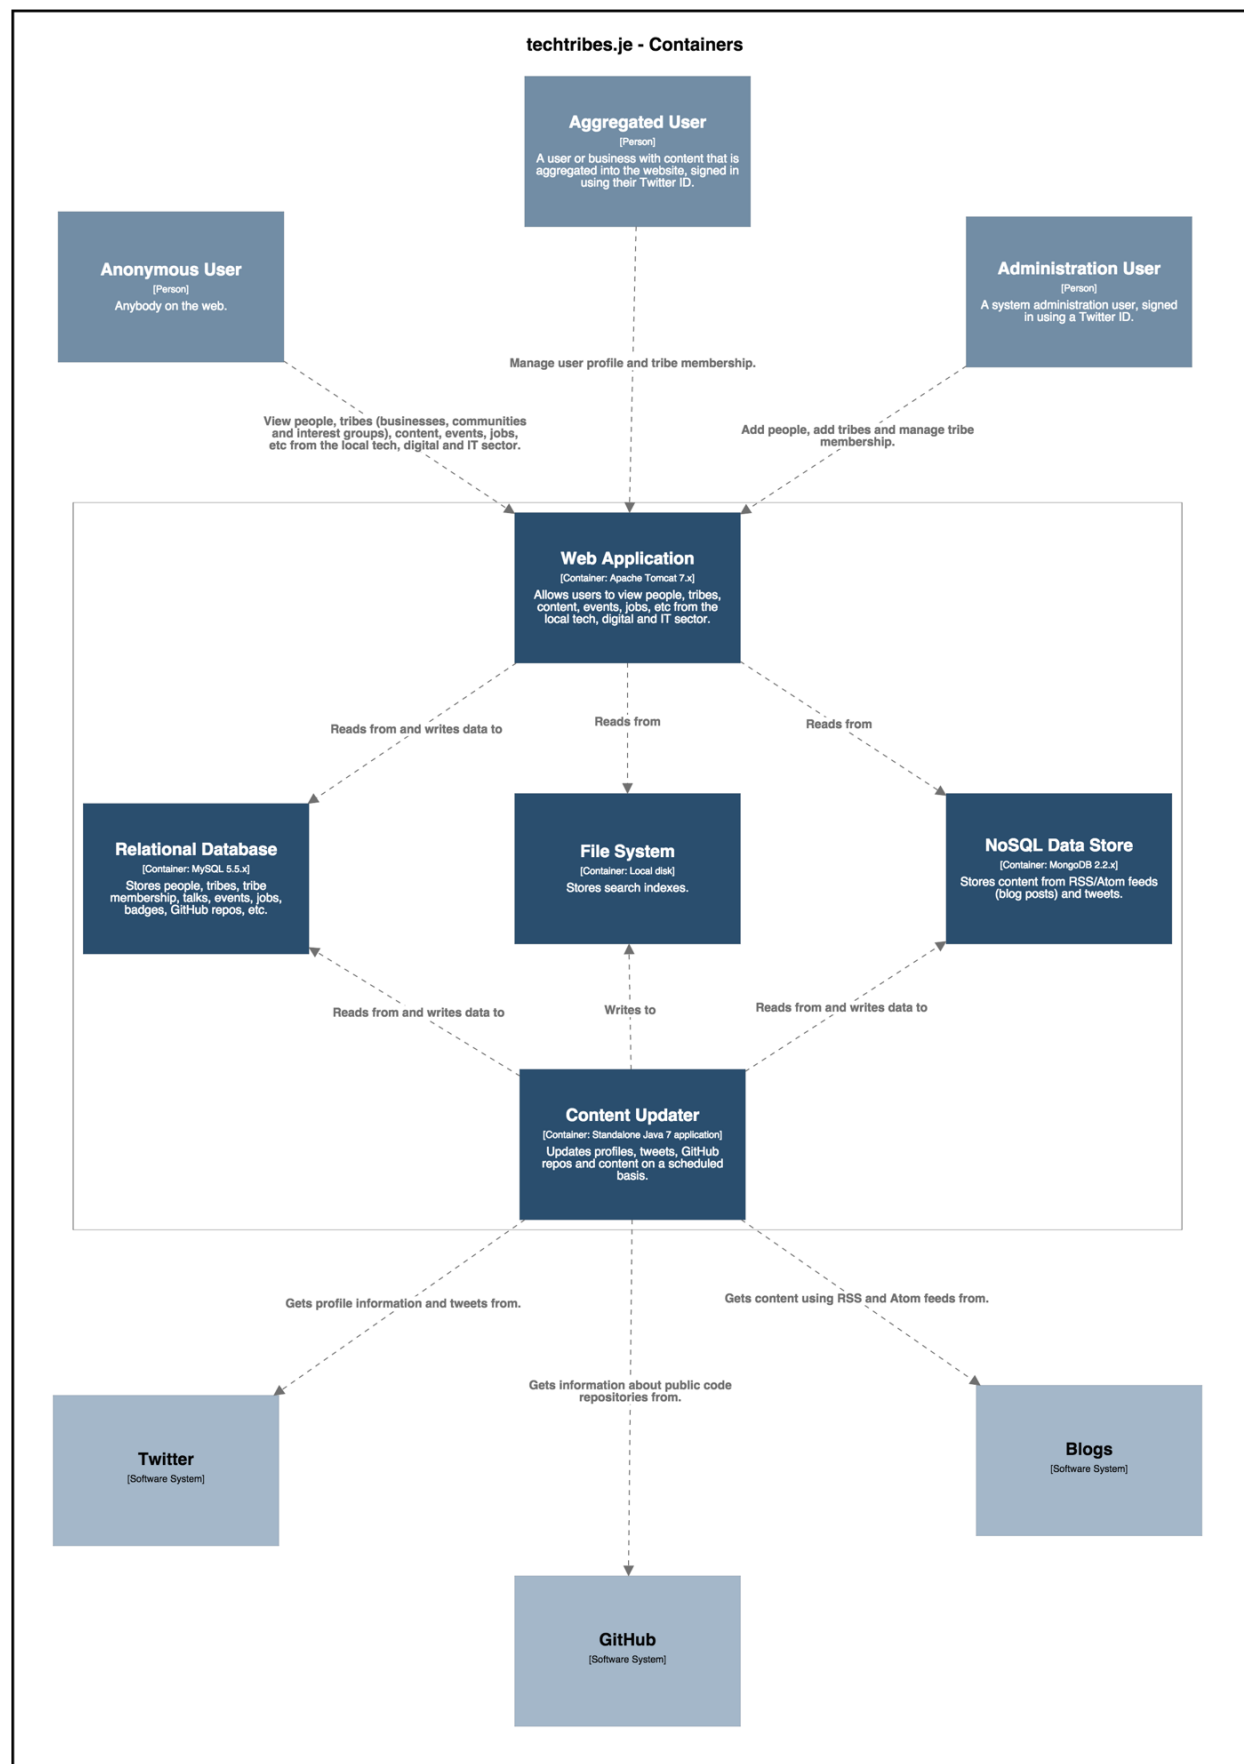 techtribes.je - Containers
Aggregated User
[Person]
A user or business with content that is
aggregated into the website, signed in
using their Twitter ID.
Anonymous User
[Person]
Anybody on the web.
Administration User
[Person]
A system administration user, signed
in using a Twitter ID.
Manage user profile and tribe membership.
View people, tribes (businesses, communities
and interest groups), content, events, jobs,
etc from the local tech, digital and IT sector.
Add people, add tribes and manage tribe
membership.
Web Application
[Container: Apache Tomcat 7.x]
Allows users to view people, tribes,
content, events, jobs, etc from the
local tech, digital and IT sector.
Reads from and writes data to
Reads from
Reads from
Relational Database
[Container: MySQL 5.5.x]
Stores people, tribes, tribe
membership, talks, events, jobs,
badges, GitHub repos, etc.
File System
[Container: Local disk]
Stores search indexes.
NoSQL Data Store
[Container: MongoDB 2.2.x]
Stores content from RSS/Atom feeds
(blog posts) and tweets.
Reads from and writes data to
Writes to
Reads from and writes data to
Content Updater
[Container: Standalone Java 7 application]
Updates profiles, tweets, GitHub
repos and content on a scheduled
basis.
Gets profile information and tweets from.
Gets content using RSS and Atom feeds from.
Gets information about public code
repositories from.
Twitter
[Software System]
Blogs
[Software System]
GitHub
[Software System]